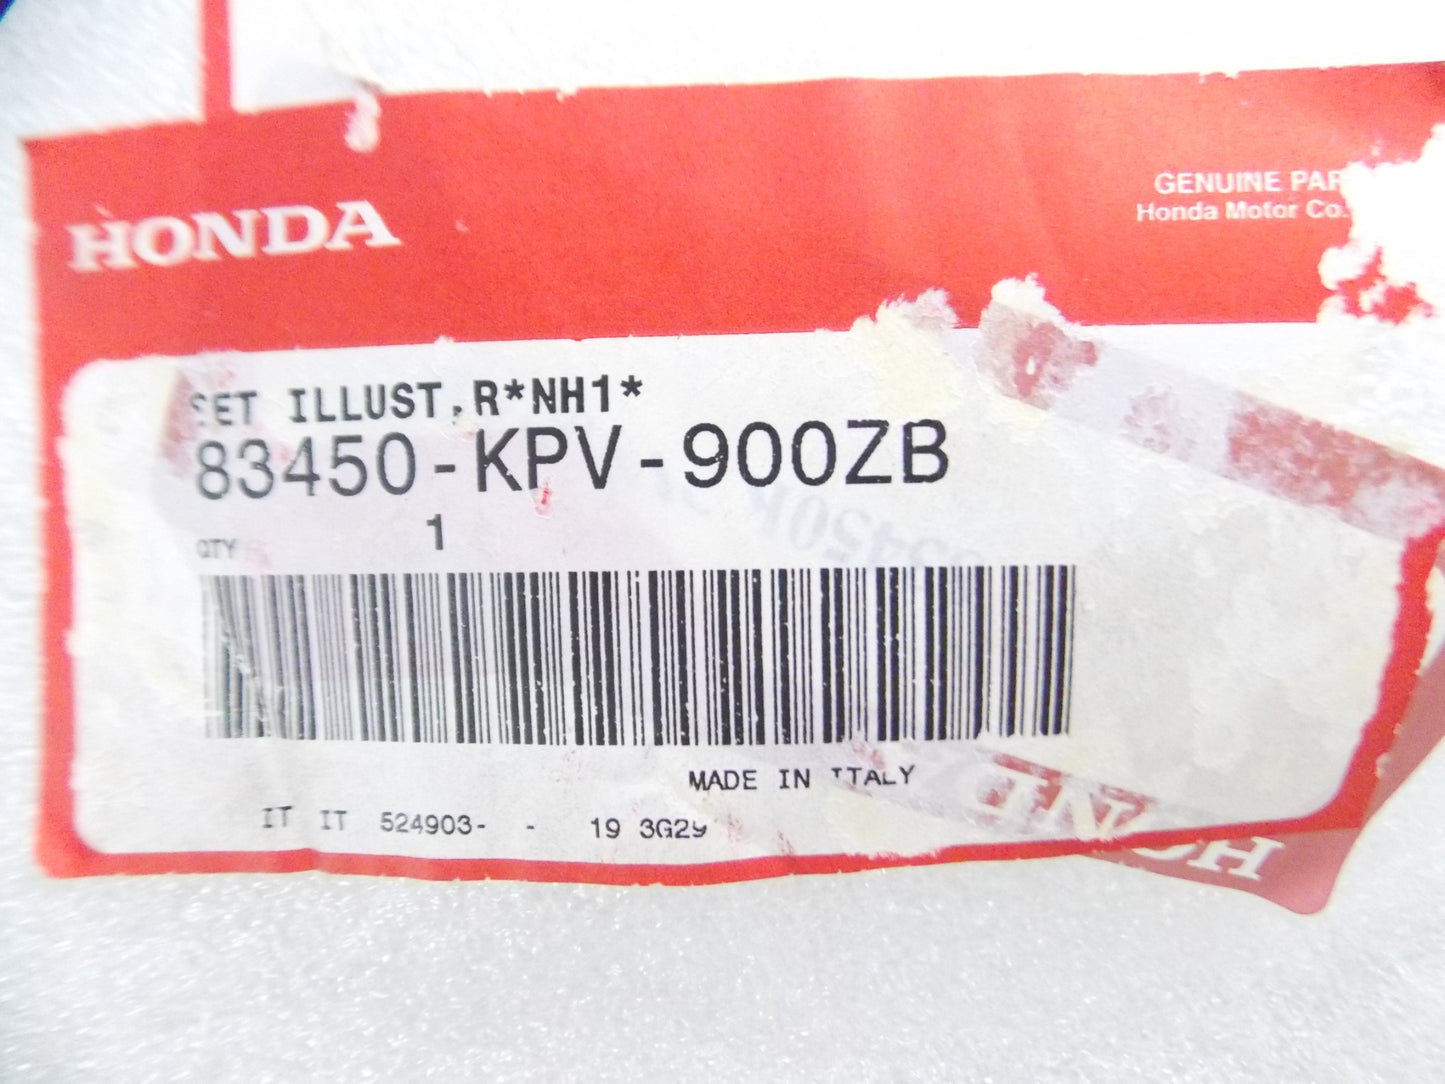 HONDA
GENUINE PAR
Honda Motor Co.
SET ILLUST,R*NH1*
83450-KPV-900ZB
QTY 1
MADE IN ITALY
IT IT 524903- - 19 3G29
HOND